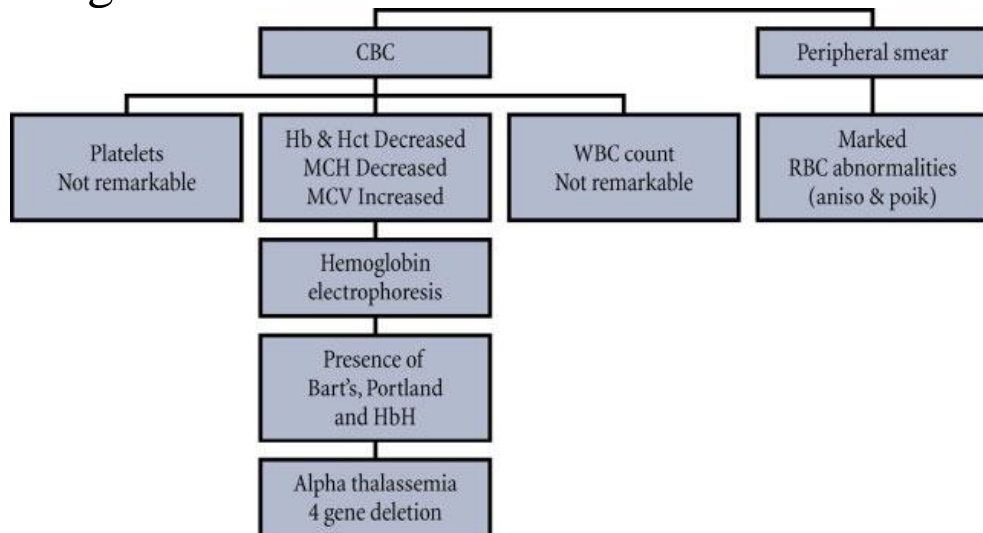 CBC
Peripheral smear
Platelets
Not remarkable
Hb & Hct Decreased
MCH Decreased
MCV Increased
WBC count
Not remarkable
Marked
RBC abnormalities
(aniso & poik)
Hemoglobin
electrophoresis
Presence of
Bart's, Portland
and HbH
Alpha thalassemia
4 gene deletion